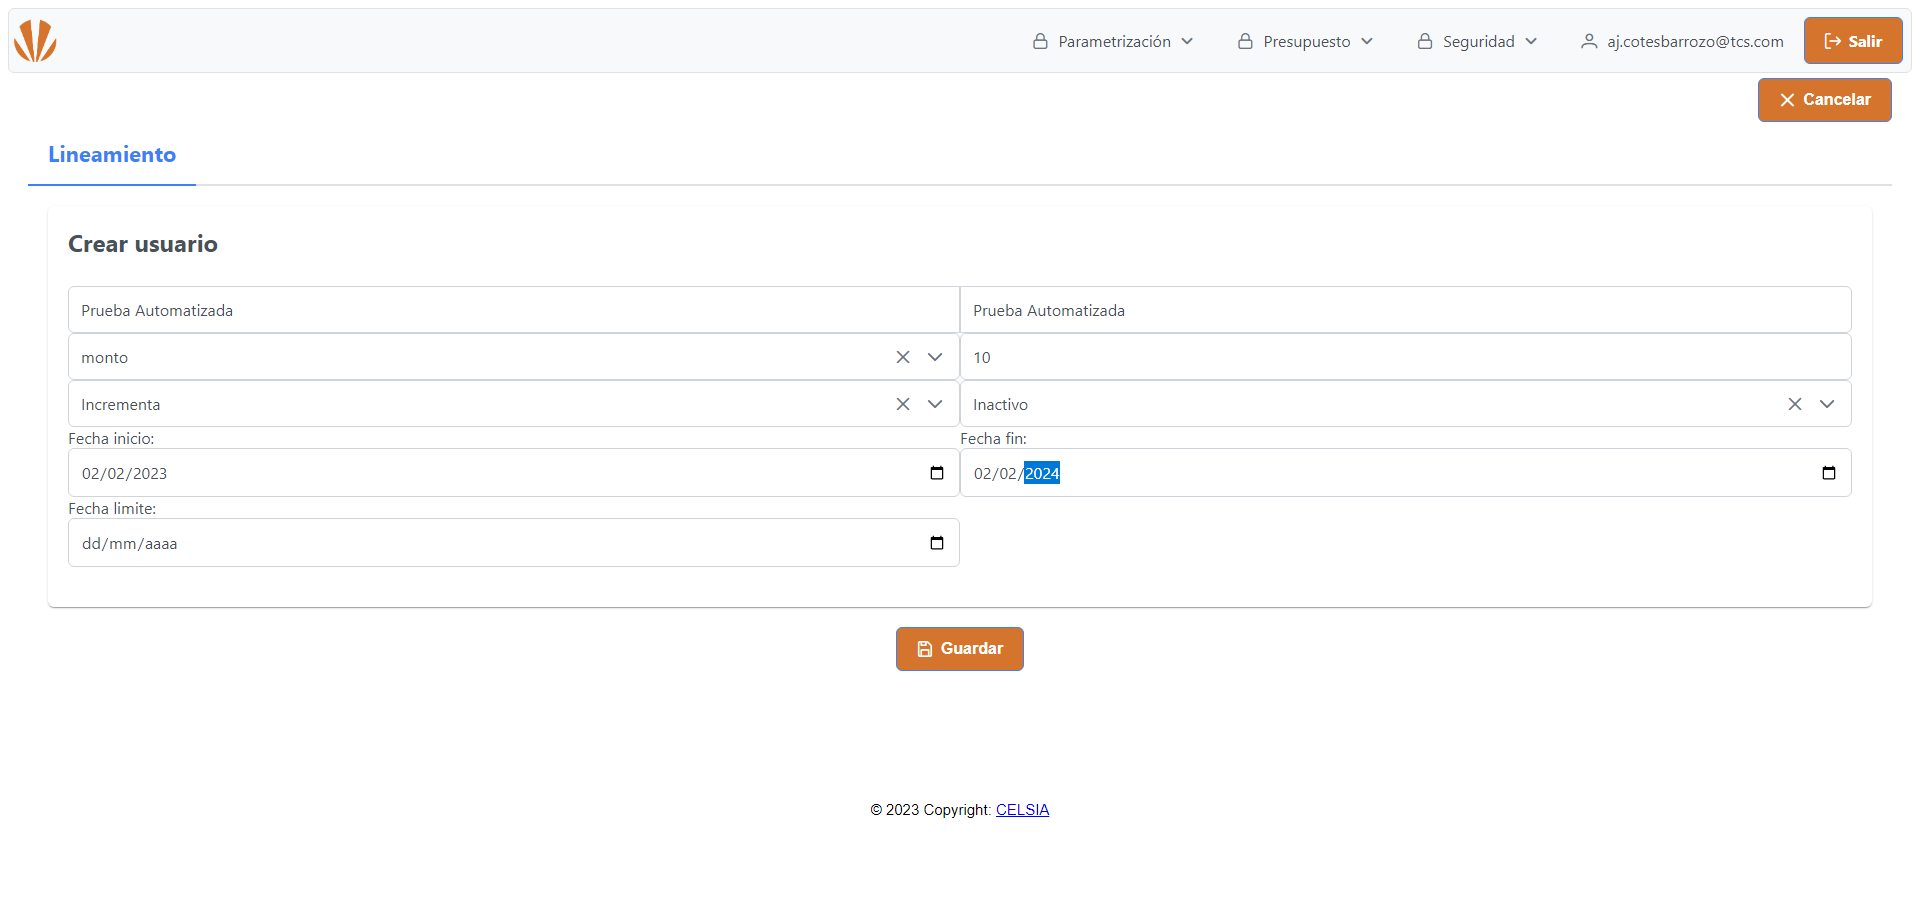 Parametrización Presupuesto Seguridad aj.cotesbarrozo@tcs.com Salir
Cancelar
Lineamiento
Crear usuario
Prueba Automatizada Prueba Automatizada
monto 10
Incrementa Inactivo
Fecha inicio: Fecha fin:
02/02/2023 02/02/2024
Fecha limite:
dd/mm/aaaa
Guardar
© 2023 Copyright: CELSIA